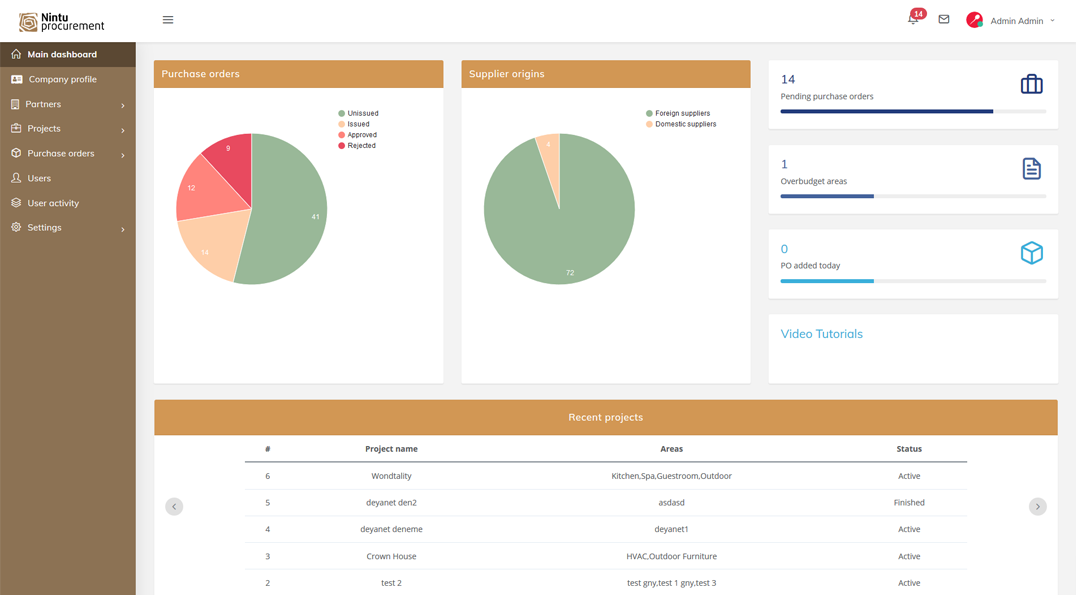 Nintu
procurement
14
Admin Admin
Main dashboard
Company profile
Partners
Projects
Purchase orders
Users
User activity
Settings
Purchase orders
Unissued
Issued
Approved
Rejected
9
12
41
14
Supplier origins
Foreign suppliers
Domestic suppliers
4
72
14
Pending purchase orders
1
Overbudget areas
0
PO added today
Video Tutorials
Recent projects
# Project name Areas Status
6 Wondtality Kitchen,Spa,Guestroom,Outdoor Active
5 deyanet den2 asdasd Finished
4 deyanet deneme deyanet1 Active
3 Crown House HVAC,Outdoor Furniture Active
2 test 2 test gny,test 1 gny,test 3 Active